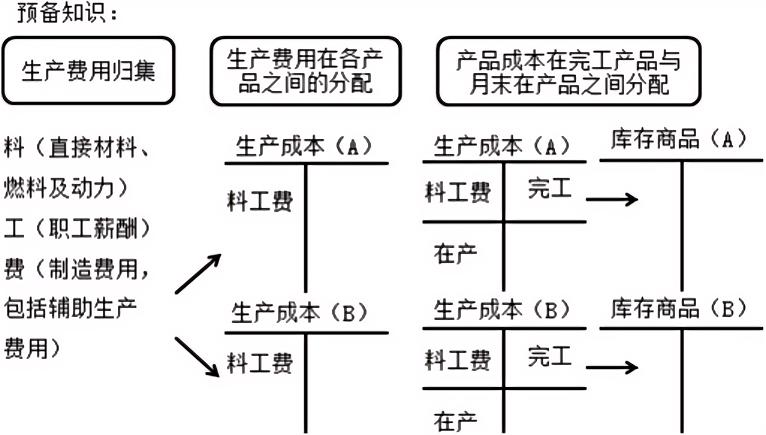 预备知识：
生产费用归集
生产费用在各产
品之间的分配
产品成本在完工产品与
月末在产品之间分配
料（直接材料、
燃料及动力）
工（职工薪酬）
费（制造费用，
包括辅助生产
费用）
生产成本（A）
料工费
生产成本（B）
料工费
生产成本（A）
料工费
完工
在产
库存商品（A）
生产成本（B）
料工费
完工
在产
库存商品（B）